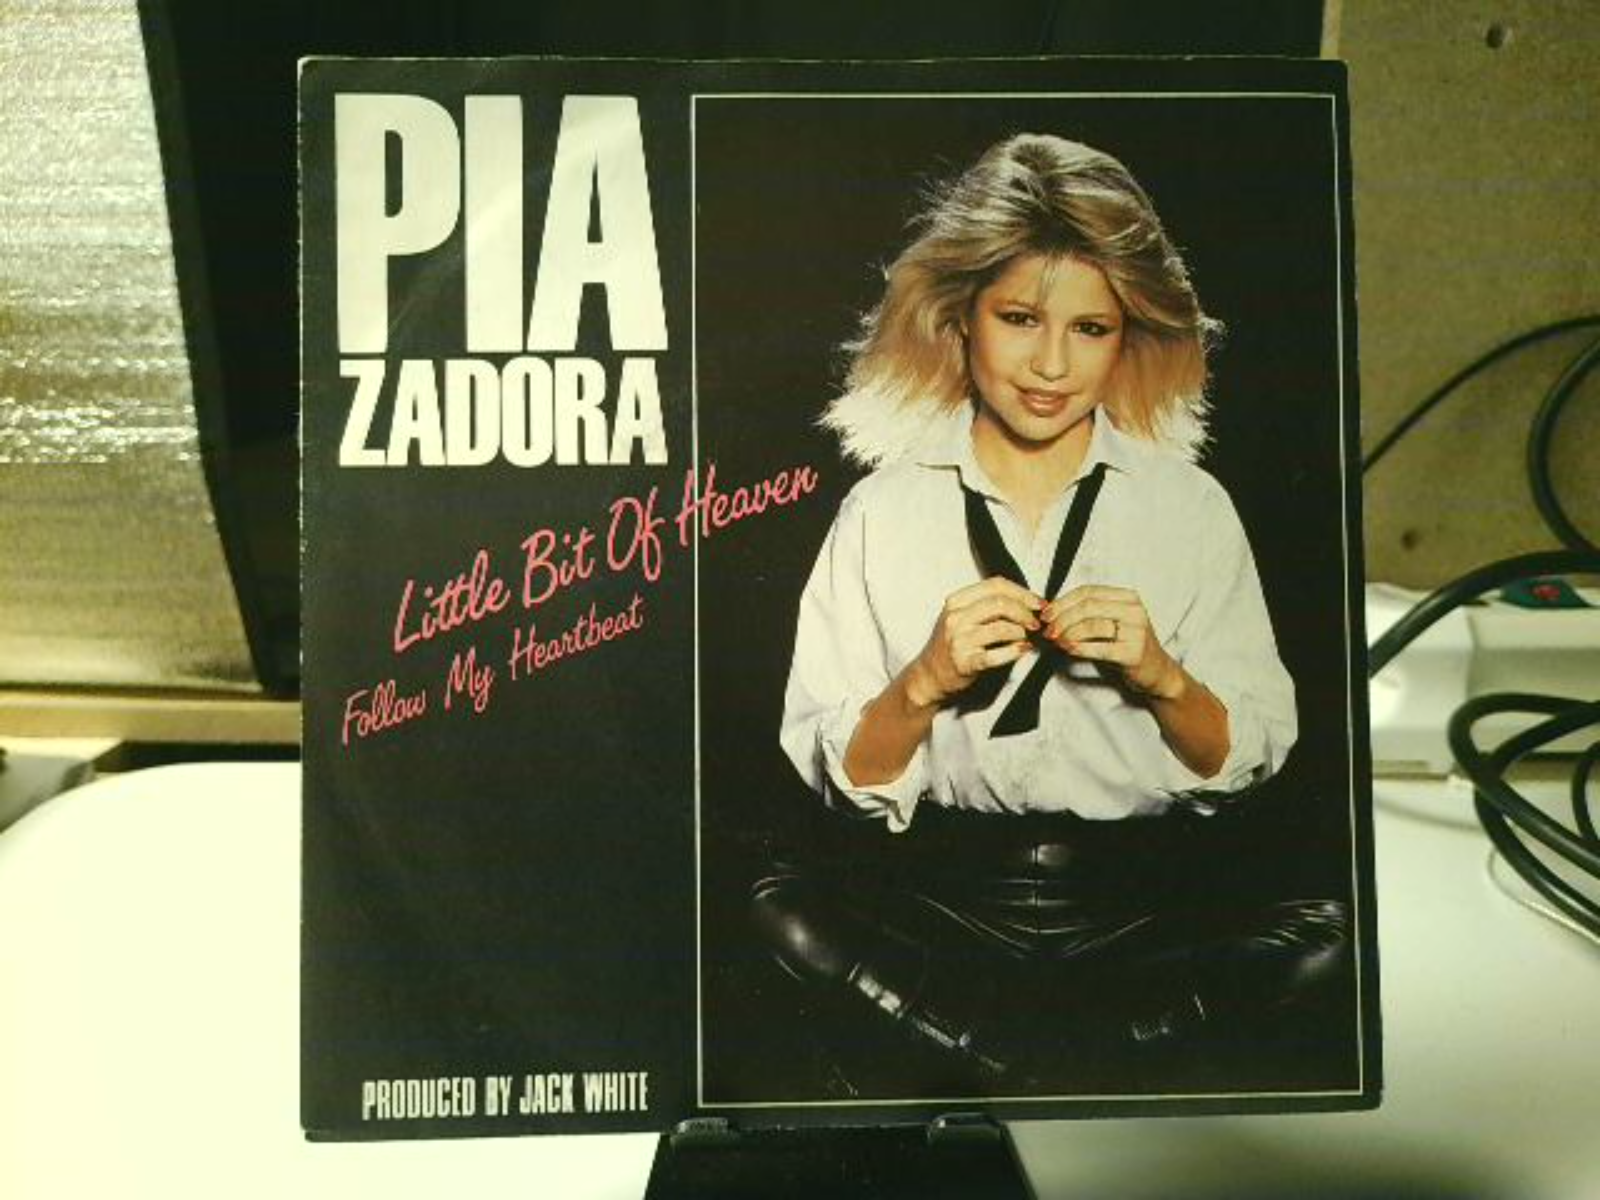 PIA
ZADORA
Little Bit Of Heaven
Follow My Heartbeat
PRODUCED BY JACK WHITE